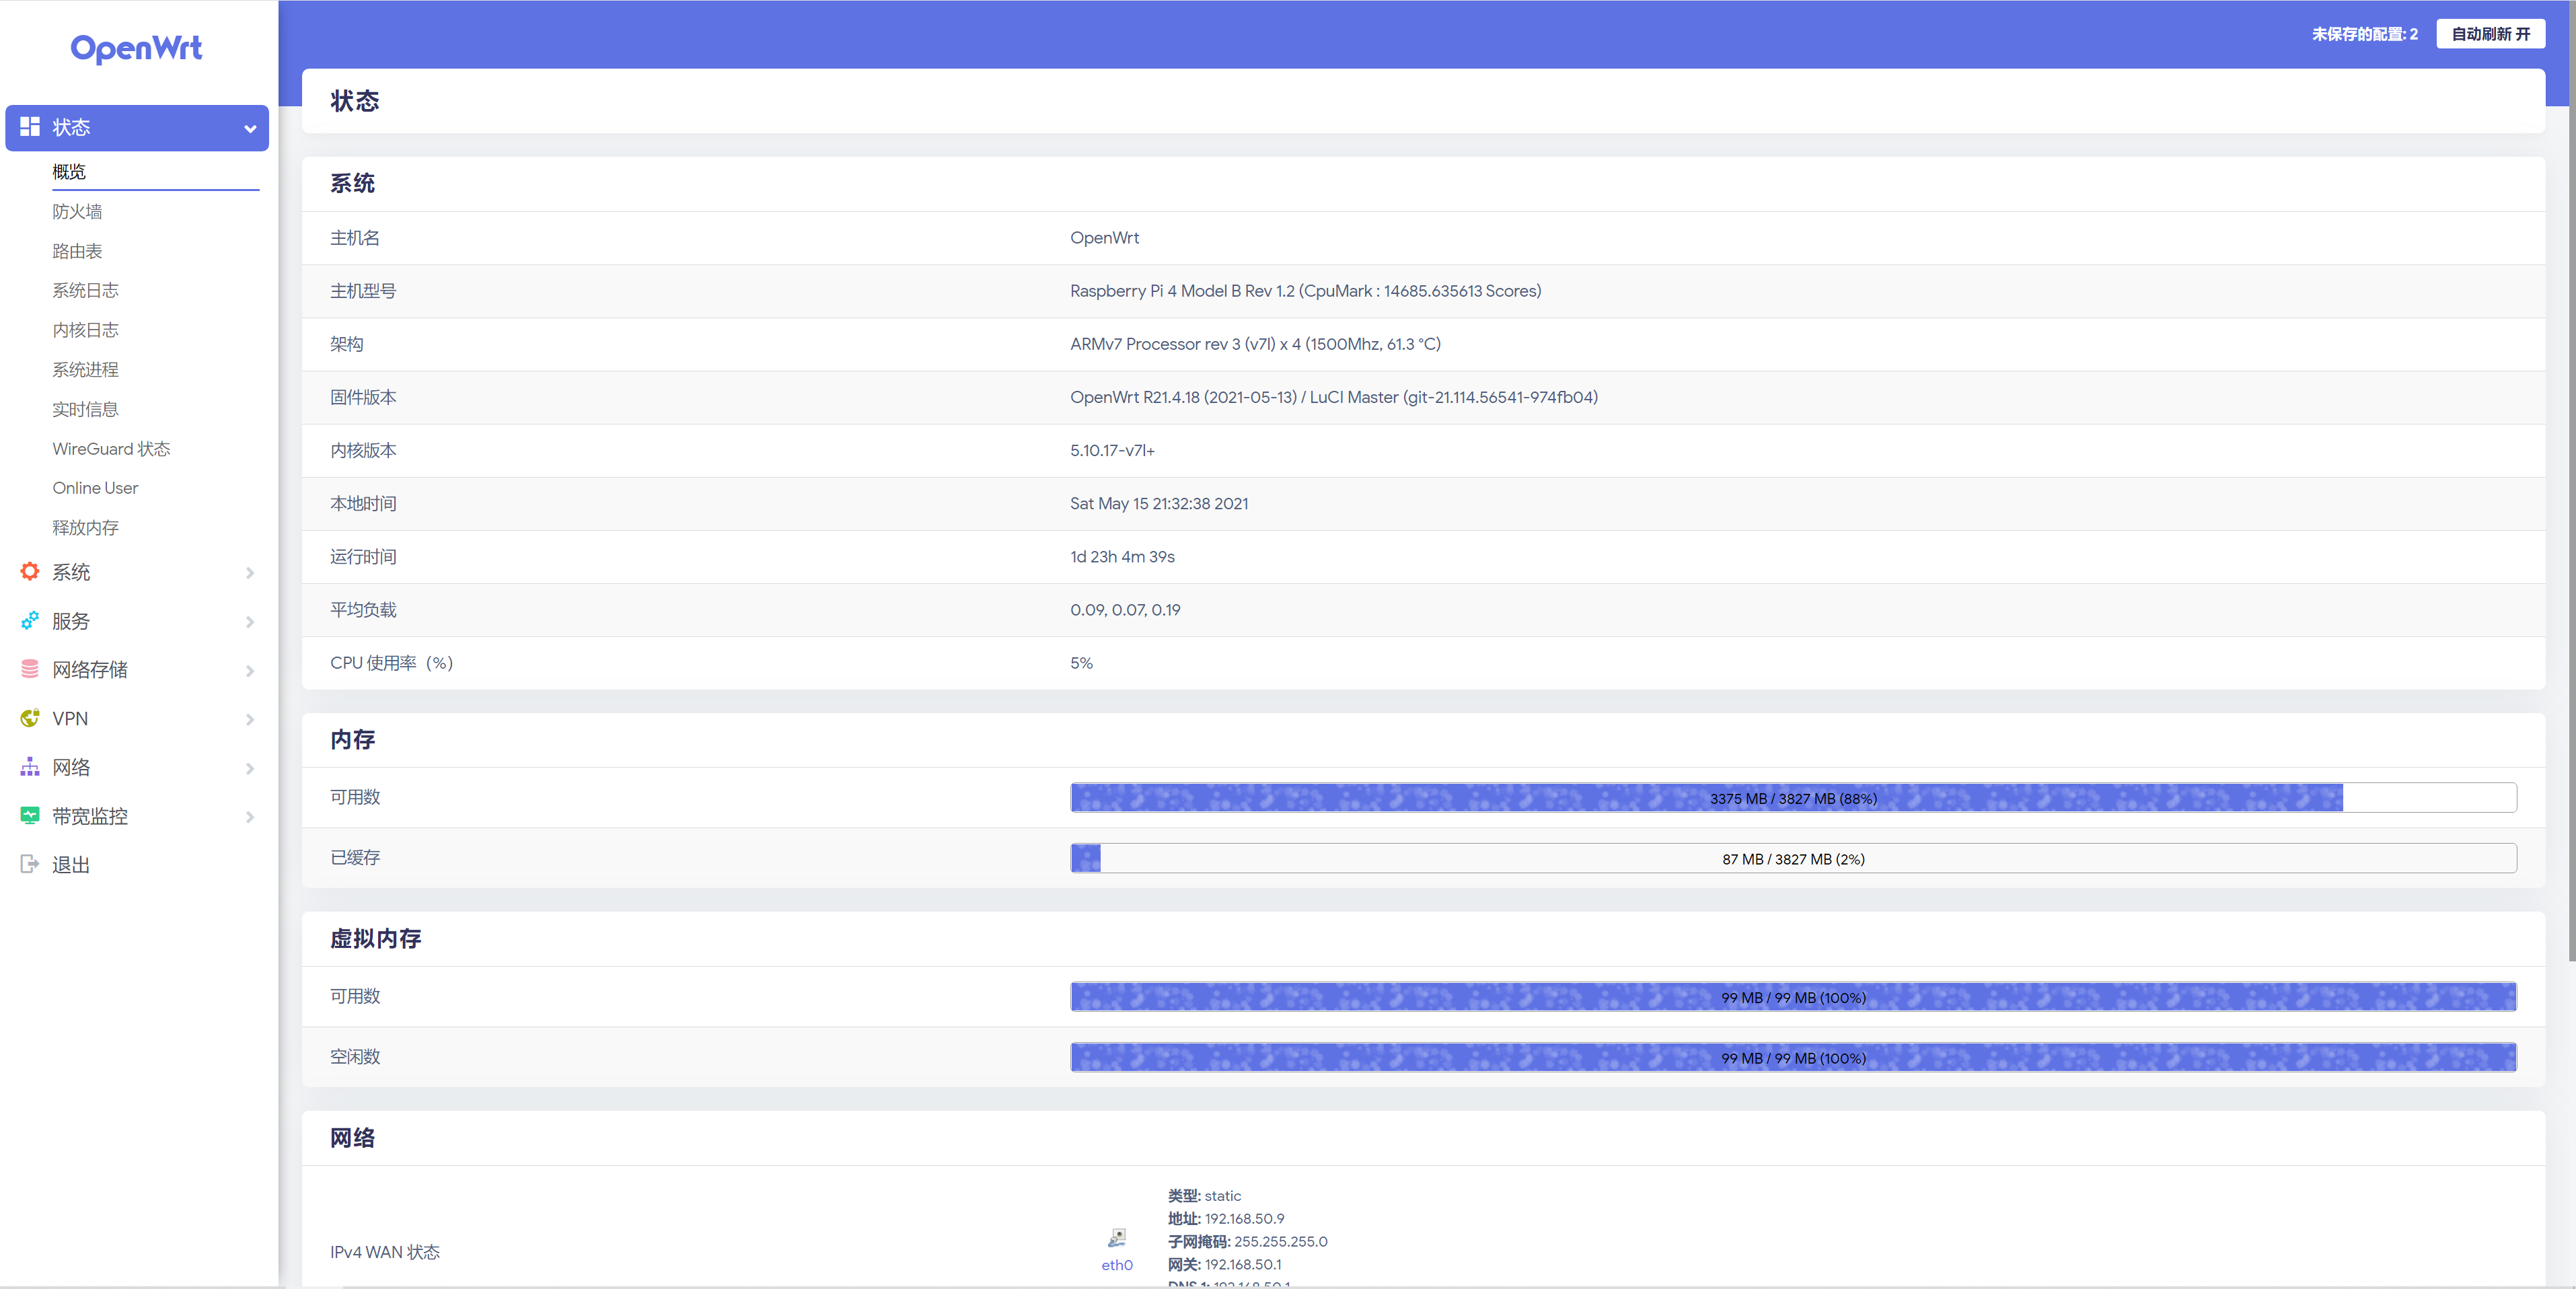 OpenWrt
未保存的配置: 2
自动刷新 开
状态
概览
防火墙
路由表
系统日志
内核日志
系统进程
实时信息
WireGuard 状态
Online User
释放内存
系统
服务
网络存储
VPN
网络
带宽监控
退出
状态
系统
主机名 OpenWrt
主机型号 Raspberry Pi 4 Model B Rev 1.2 (CpuMark : 14685.635613 Scores)
架构 ARMv7 Processor rev 3 (v7l) x 4 (1500Mhz, 61.3 °C)
固件版本 OpenWrt R21.4.18 (2021-05-13) / LuCI Master (git-21.114.56541-974fb04)
内核版本 5.10.17-v7l+
本地时间 Sat May 15 21:32:38 2021
运行时间 1d 23h 4m 39s
平均负载 0.09, 0.07, 0.19
CPU 使用率（%） 5%
内存
可用数 3375 MB / 3827 MB (88%)
已缓存 87 MB / 3827 MB (2%)
虚拟内存
可用数 99 MB / 99 MB (100%)
空闲数 99 MB / 99 MB (100%)
网络
IPv4 WAN 状态
eth0
类型: static
地址: 192.168.50.9
子网掩码: 255.255.255.0
网关: 192.168.50.1
DNS 1: 192.168.50.1